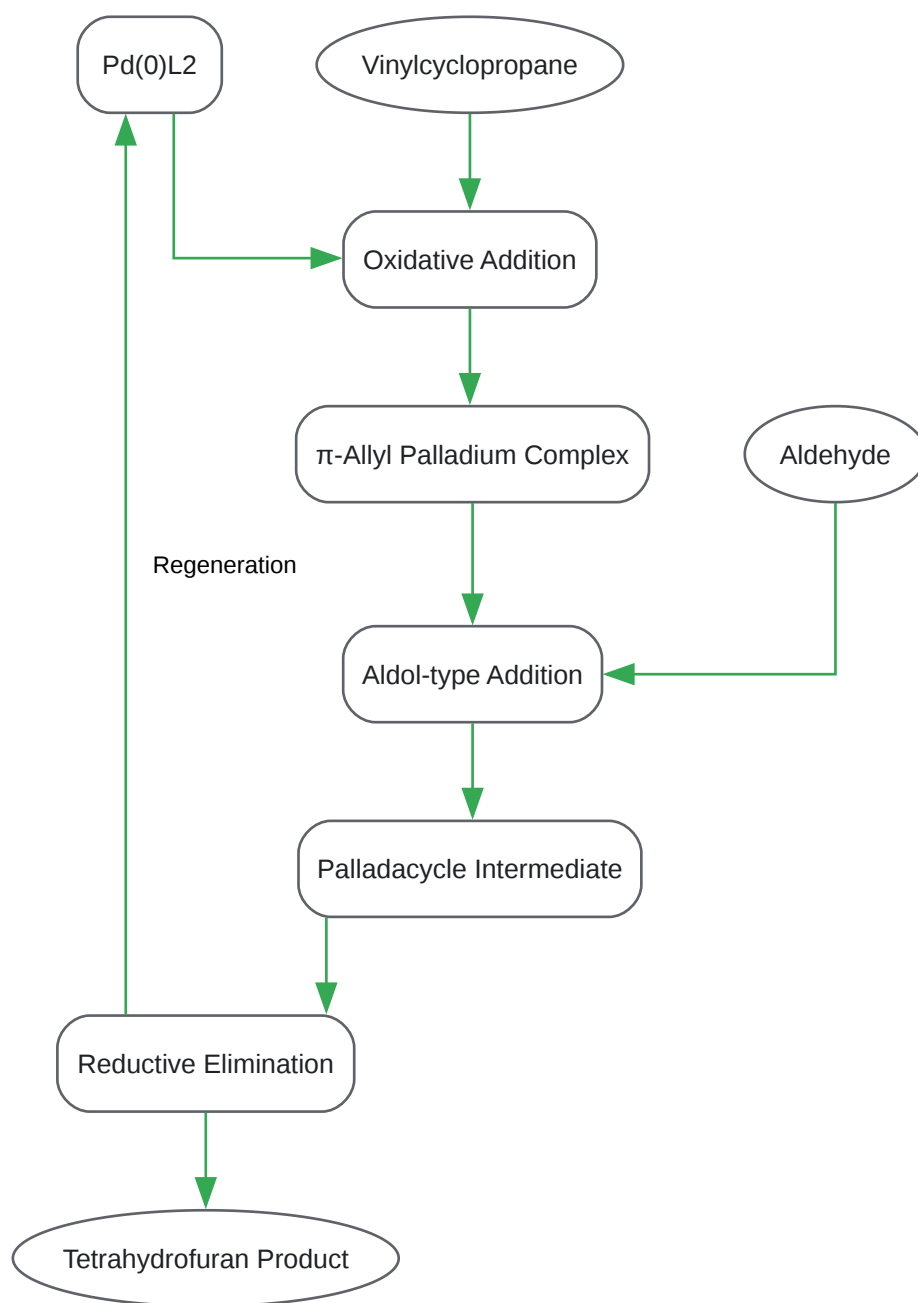 Pd(0)L2
Vinylcyclopropane
Oxidative Addition
π-Allyl Palladium Complex
Aldehyde
Regeneration
Aldol-type Addition
Palladacycle Intermediate
Reductive Elimination
Tetrahydrofuran Product